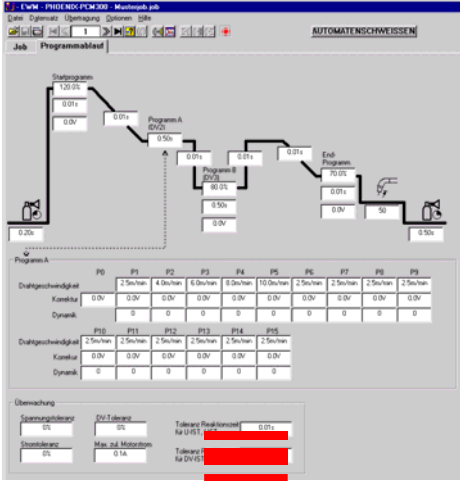 - EWM - PHOENIX-PCM300 - Musterjob.job
Datei Datensatz Übertragung Optionen Hilfe
1
AUTOMATENSCHWEISSEN
Job Programmablauf
Startprogramm
120.0%
0.01s
0.0V
0.01s
Programm A
(DV2)
0.50s
0.01s
0.01s
0.01s
Programm B
(DV3)
80.0%
0.50s
0.0V
End-
Programm
70.0%
0.01s
0.0V
50
0.20s
0.50s
Programm A
P0 P1 P2 P3 P4 P5 P6 P7 P8 P9
Drahtgeschwindigkeit 2.5m/min 4.0m/min 6.0m/min 8.0m/min 10.0m/min 2.5m/min 2.5m/min 2.5m/min 2.5m/min
Korrektur 0.0V 0.0V 0.0V 0.0V 0.0V 0.0V 0.0V 0.0V 0.0V 0.0V
Dynamik 0 0 0 0 0 0 0 0 0
P10 P11 P12 P13 P14 P15
Drahtgeschwindigkeit 2.5m/min 2.5m/min 2.5m/min 2.5m/min 2.5m/min 2.5m/min
Korrektur 0.0V 0.0V 0.0V 0.0V 0.0V 0.0V
Dynamik 0 0 0 0 0 0
Überwachung
Spannungstoleranz DV-Toleranz
0% 0%
Toleranz Reaktionszeit
für U-IST, 0.01s
Stromtoleranz Max. zul. Motorstrom
0% 0.1A
Toleranz
für DV-IST